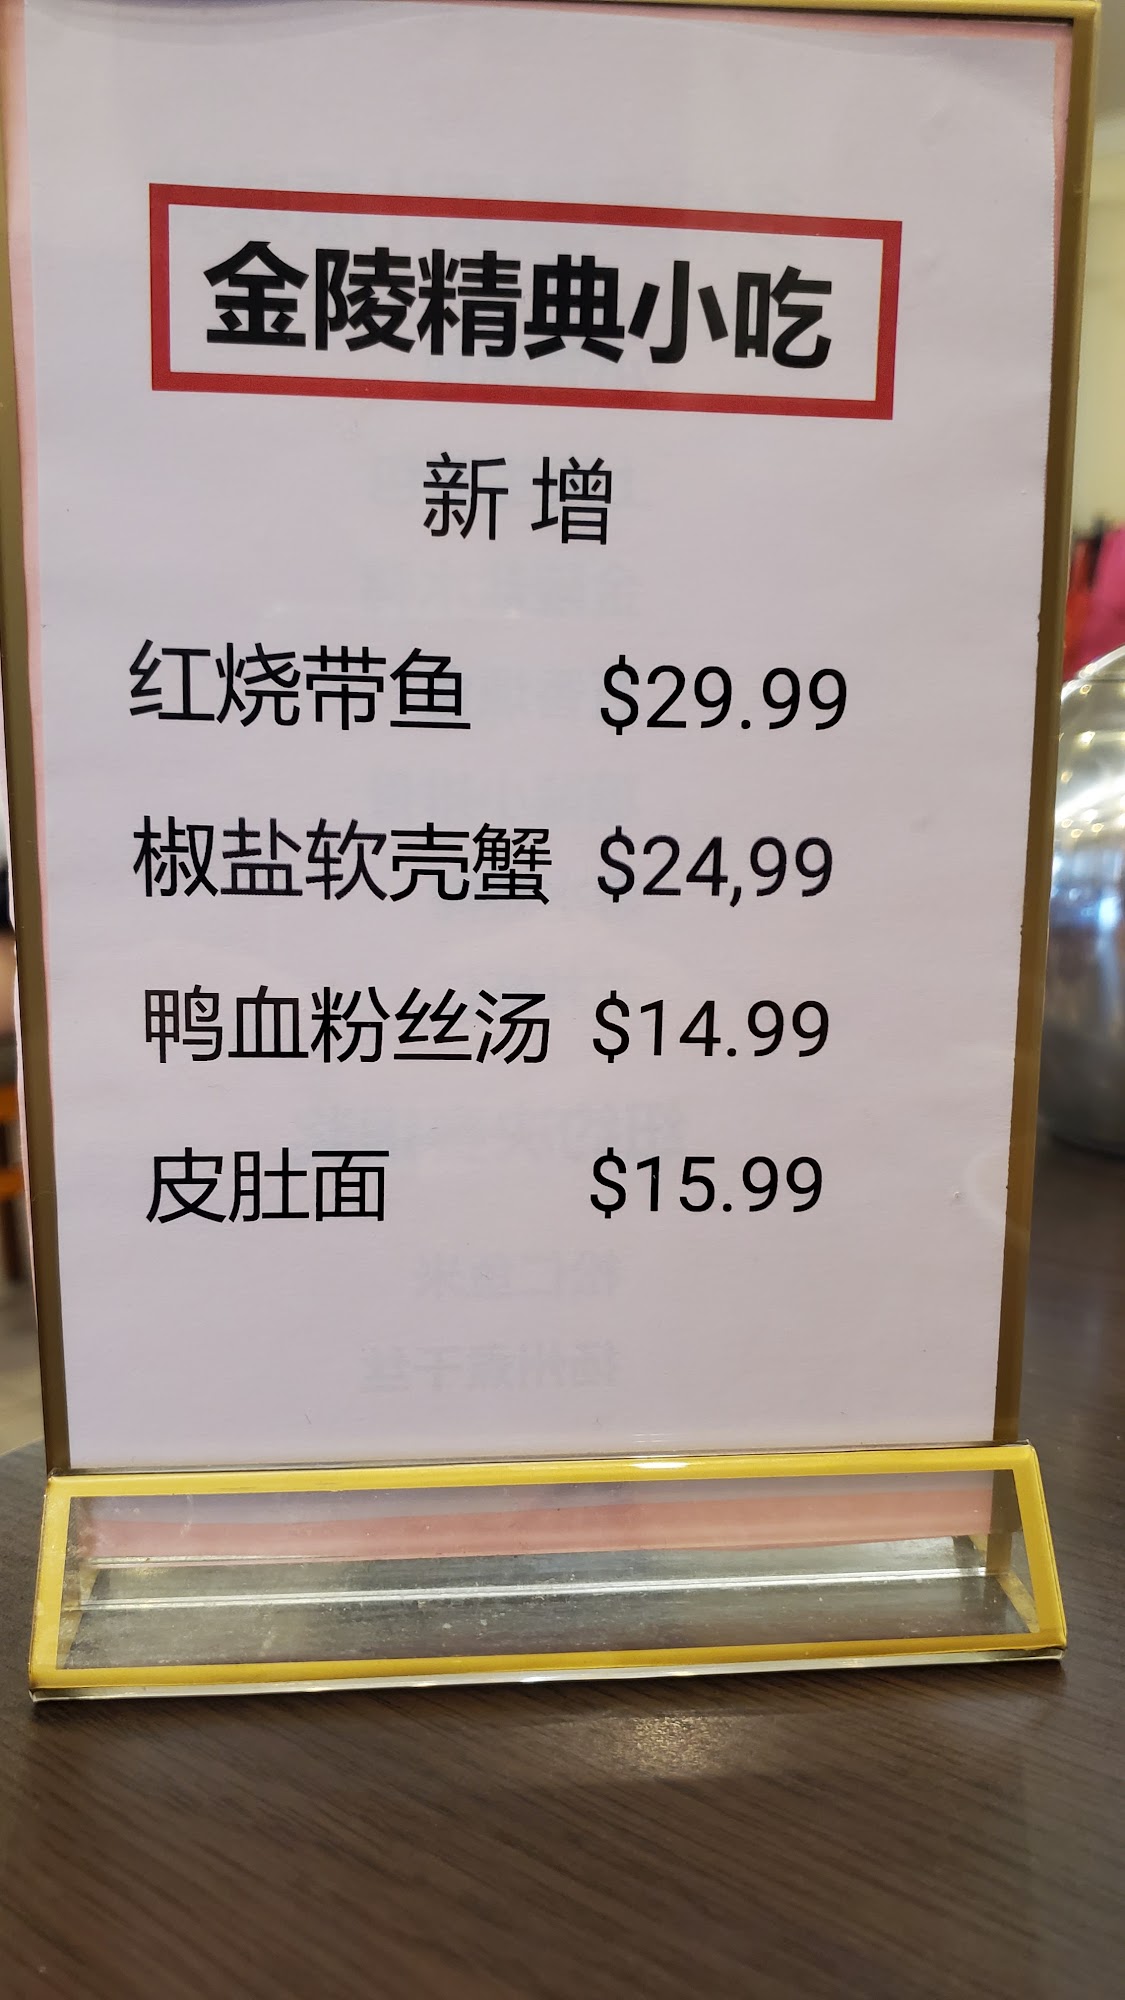 金陵精典小吃
新增
红烧带鱼 $29.99
椒盐软壳蟹 $24,99
鸭血粉丝汤 $14.99
皮肚面 $15.99